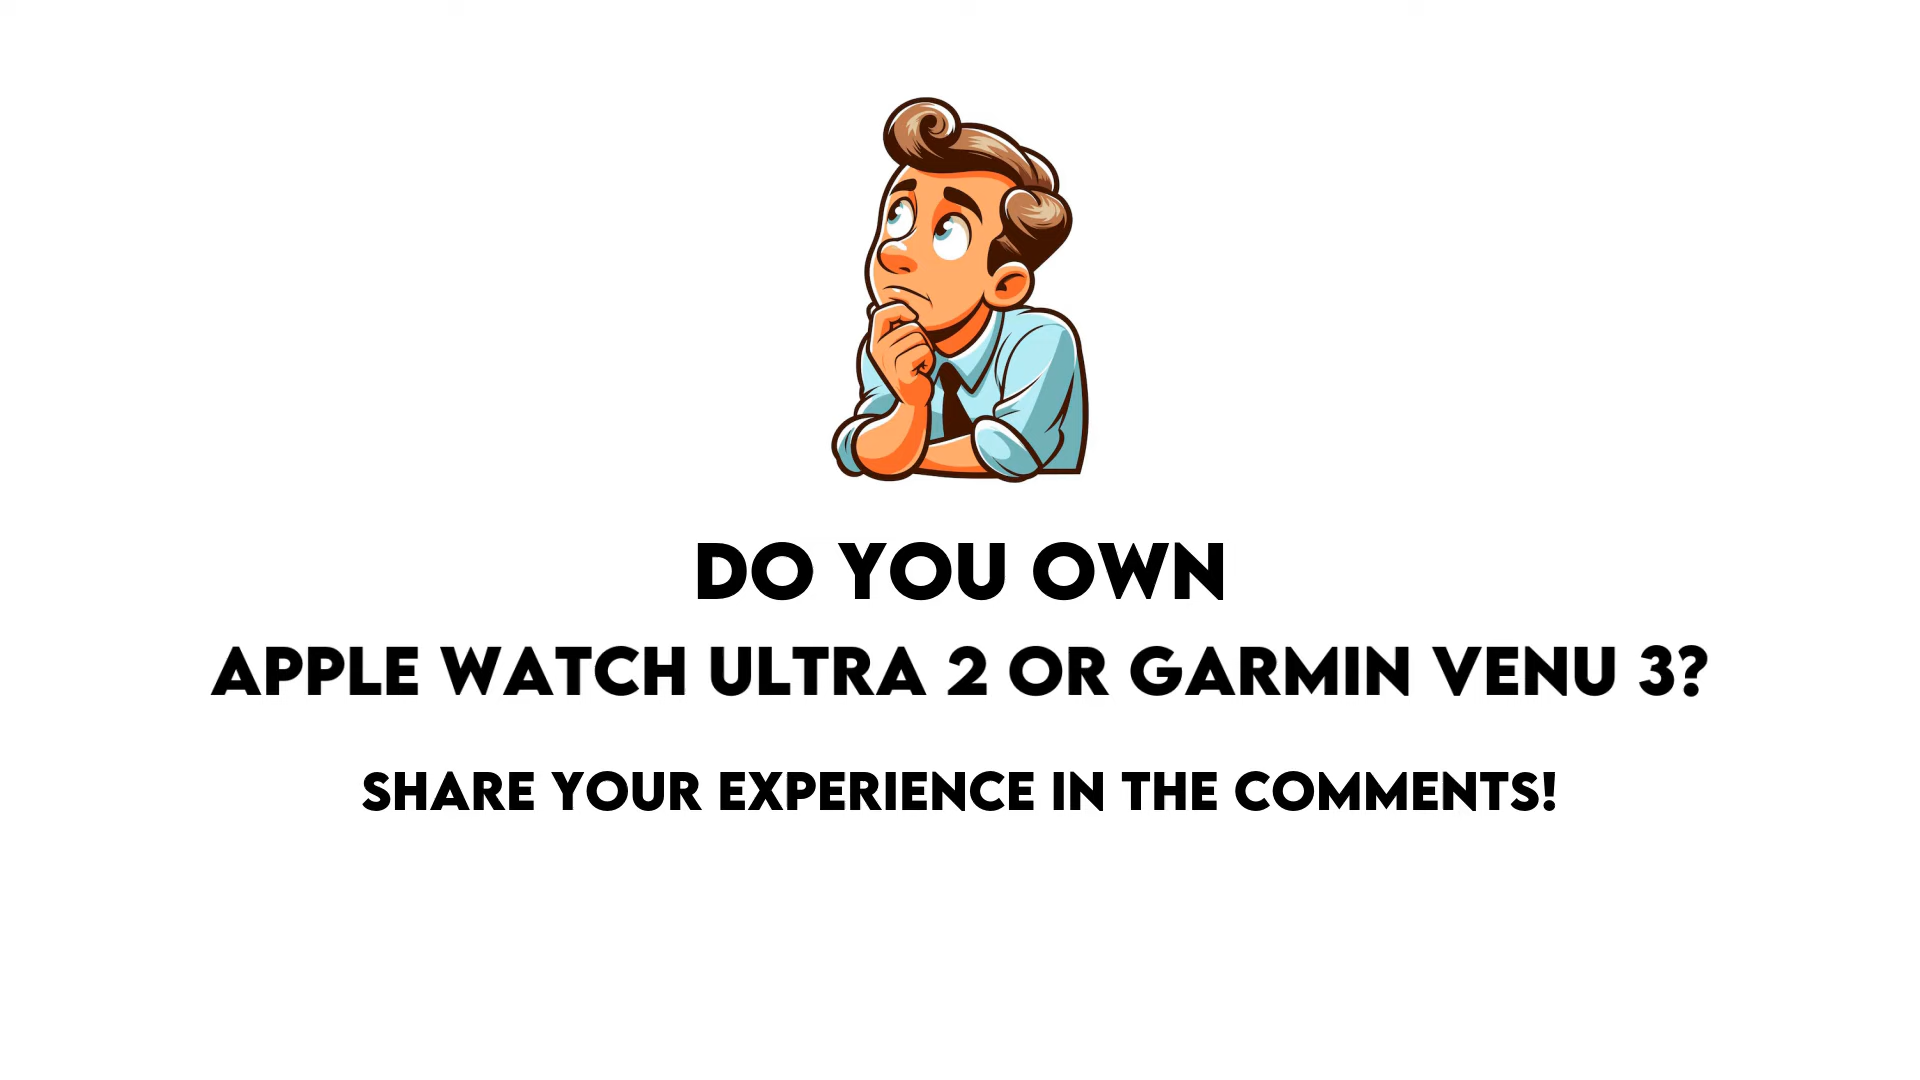 DO YOU OWN
APPLE WATCH ULTRA 2 OR GARMIN VENU 3?
SHARE YOUR EXPERIENCE IN THE COMMENTS!